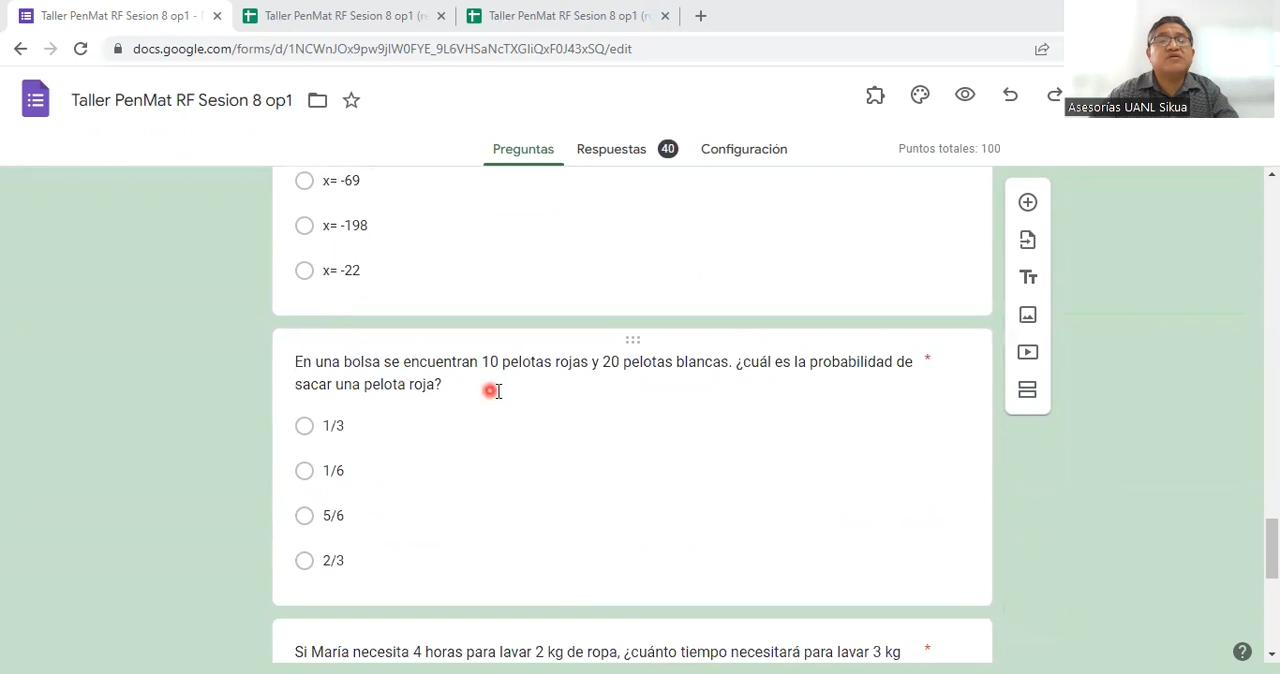 Taller PenMat RF Sesion 8 op1 -
Taller PenMat RF Sesion 8 op1 (r
Taller PenMat RF Sesion 8 op1 (r
docs.google.com/forms/d/1NCWnJOx9pw9jIW0FYE_9L6VHSaNcTXGIiQxF0J43xSQ/edit
Taller PenMat RF Sesion 8 op1
Asesorías UANL Sikua
Preguntas Respuestas 40 Configuración Puntos totales: 100
x= -69
x= -198
x= -22
En una bolsa se encuentran 10 pelotas rojas y 20 pelotas blancas. ¿cuál es la probabilidad de *
sacar una pelota roja?
1/3
1/6
5/6
2/3
Si María necesita 4 horas para lavar 2 kg de ropa, ¿cuánto tiempo necesitará para lavar 3 kg *